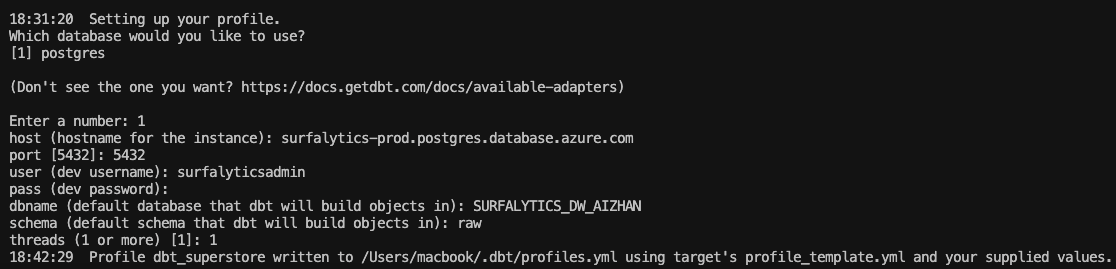 18:31:20  Setting up your profile.
Which database would you like to use?
[1] postgres
(Don't see the one you want? https://docs.getdbt.com/docs/available-adapters)
Enter a number: 1
host (hostname for the instance): surfalytics-prod.postgres.database.azure.com
port [5432]: 5432
user (dev username): surfalyticsadmin
pass (dev password):
dbname (default database that dbt will build objects in): SURFALYTICS_DW_AIZHAN
schema (default schema that dbt will build objects in): raw
threads (1 or more) [1]: 1
18:42:29  Profile dbt_superstore written to /Users/macbook/.dbt/profiles.yml using target's profile_template.yml and your supplied values.